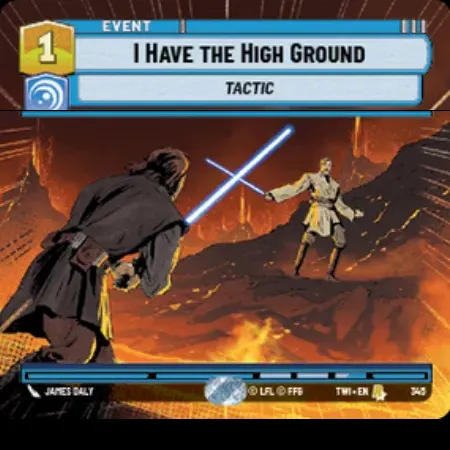 EVENT
1
I HAVE THE HIGH GROUND
TACTIC
JAMES DALY
© LFL © FFG
TWI • EN
345